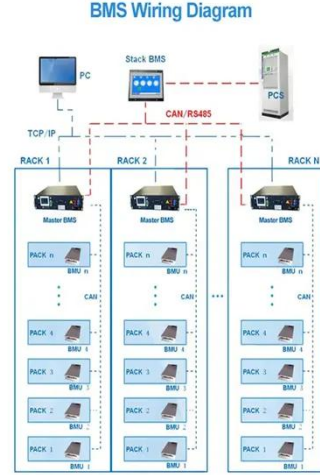 BMS Wiring Diagram
PC
Stack BMS
PCS
CAN/RS485
TCP/IP
RACK 1
RACK 2
RACK N
Master BMS
Master BMS
Master BMS
PACK n
BMU n
PACK n
BMU n
PACK n
BMU n
CAN
CAN
CAN
PACK 4
BMU 4
PACK 4
BMU 4
PACK 4
BMU 4
PACK 3
BMU 3
PACK 3
BMU 3
PACK 3
BMU 3
PACK 2
BMU 2
PACK 2
BMU 2
PACK 2
BMU 2
PACK 1
BMU 1
PACK 1
BMU 1
PACK 1
BMU 1